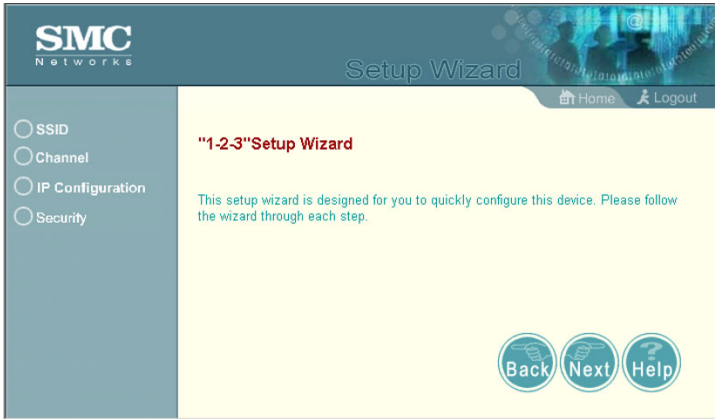 SMC
Networks
Setup Wizard
@
Home
Logout
SSID
Channel
IP Configuration
Security
"1-2-3"Setup Wizard
This setup wizard is designed for you to quickly configure this device. Please follow
the wizard through each step.
Back
Next
?
Help